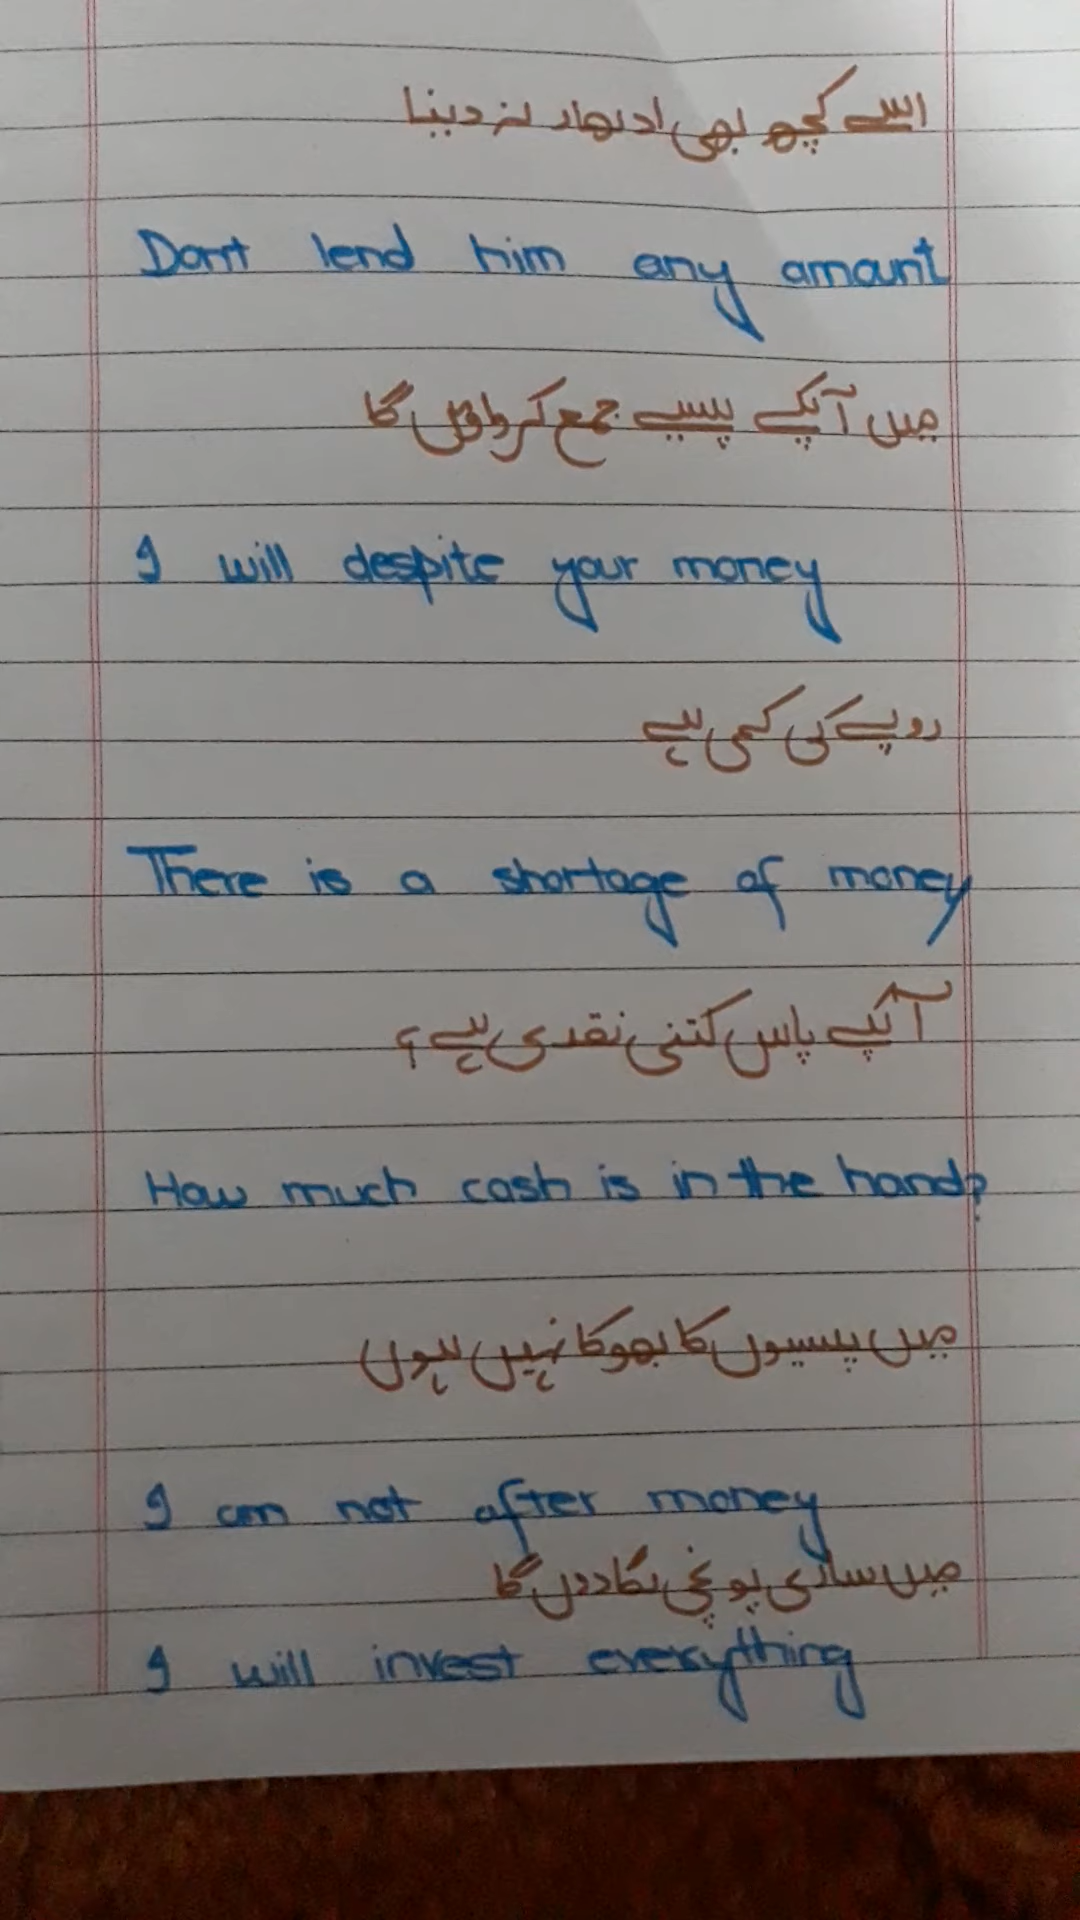 اسے کچھ بھی ادھار نہ دینا
Dont lend him any amount
میں آپکے پیسے جمع کرواؤں گا
I will despite your money
روپے کی کمی ہے
There is a shortage of money
آپکے پاس کتنی نقدی ہے؟
How much cash is in the hand?
میں پیسوں کا بھوکا نہیں ہوں
I am not after money
میں ساری پونجی لگا دوں گا
I will invest everything